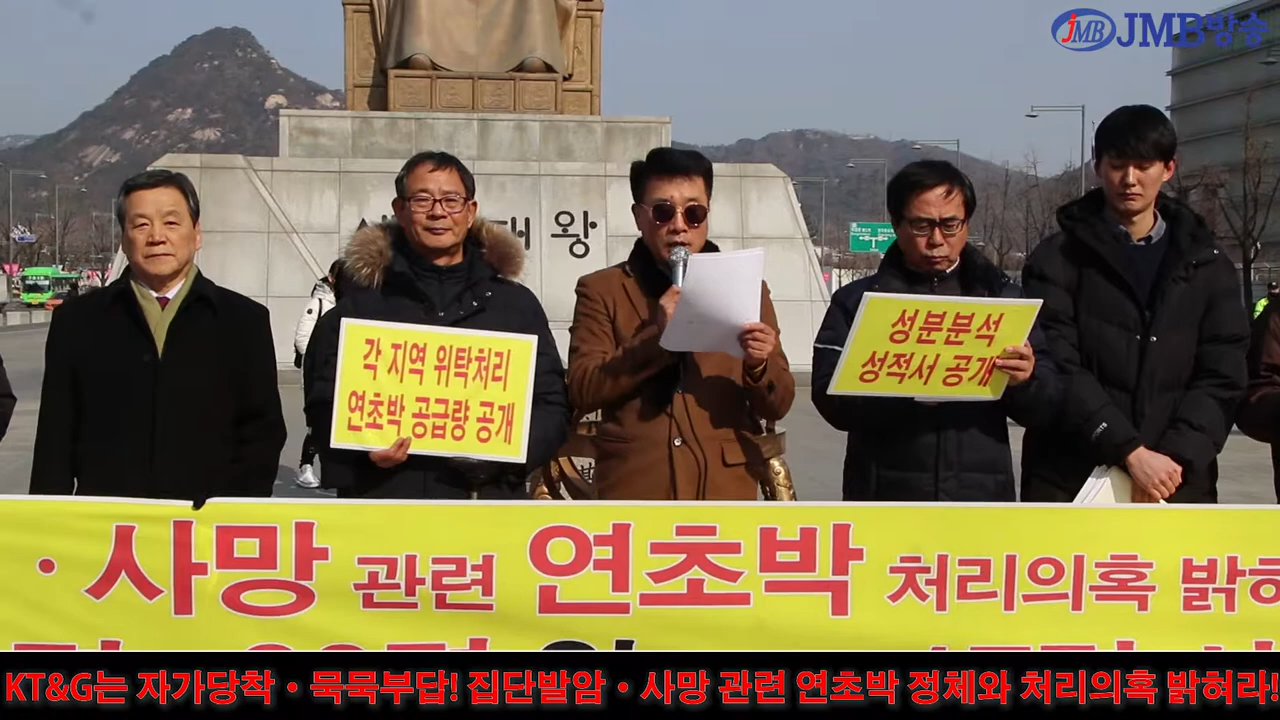 JMB JMB방송
대왕
각 지역 위탁처리
연초박 공급량 공개
성분분석
성적서 공개
· 사망 관련 연초박 처리의혹 밝혀
KT&G는 자가당착 · 묵묵부답! 집단발암 · 사망 관련 연초박 정체와 처리의혹 밝혀라!